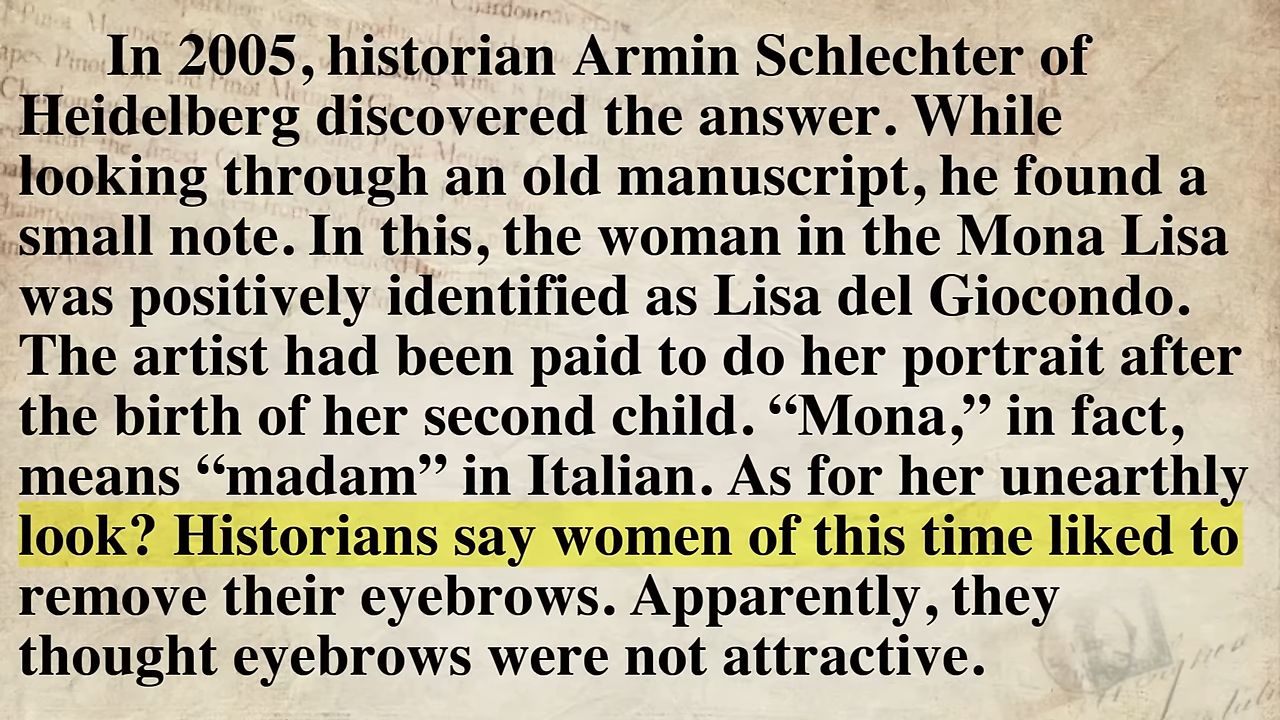 In 2005, historian Armin Schlechter of
Heidelberg discovered the answer. While
looking through an old manuscript, he found a
small note. In this, the woman in the Mona Lisa
was positively identified as Lisa del Giocondo.
The artist had been paid to do her portrait after
the birth of her second child. “Mona,” in fact,
means “madam” in Italian. As for her unearthly
look? Historians say women of this time liked to
remove their eyebrows. Apparently, they
thought eyebrows were not attractive.